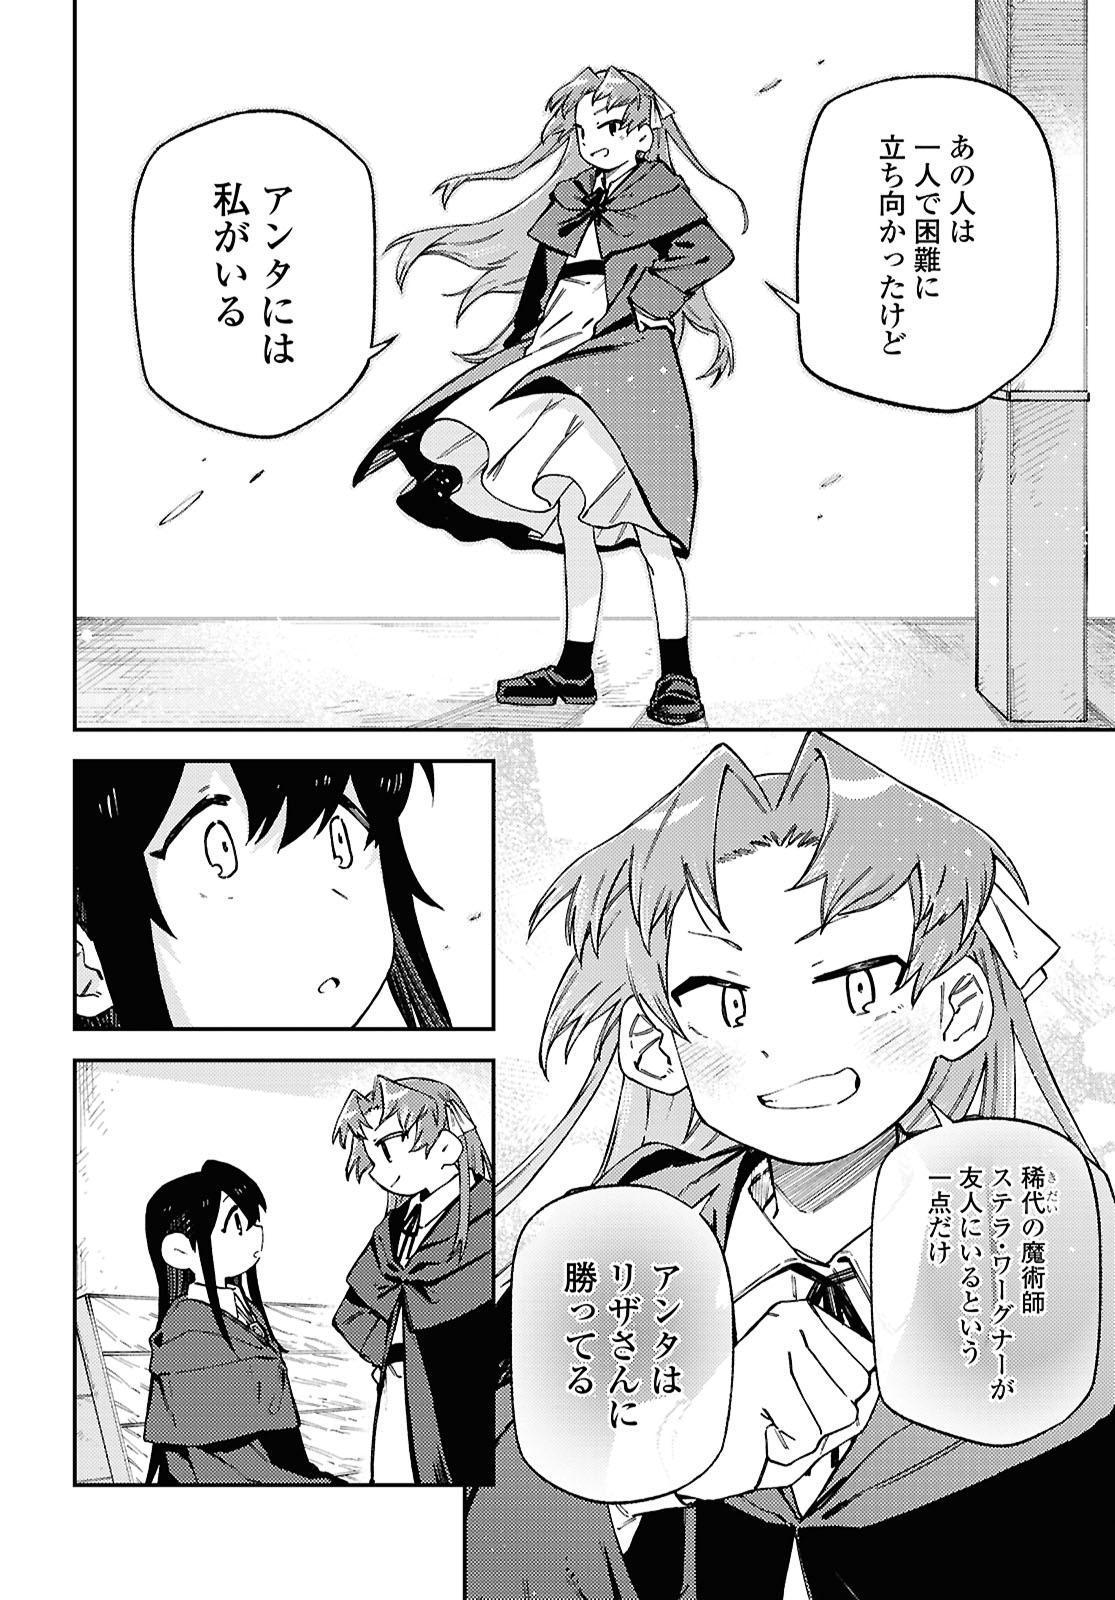 あの人は
一人で困難に
立ち向かったけど
アンタには
私がいる
稀代の魔術師
きだい
ステラ・ワーグナーが
友人にいるという
一点だけ
アンタは
リザさんに
勝ってる